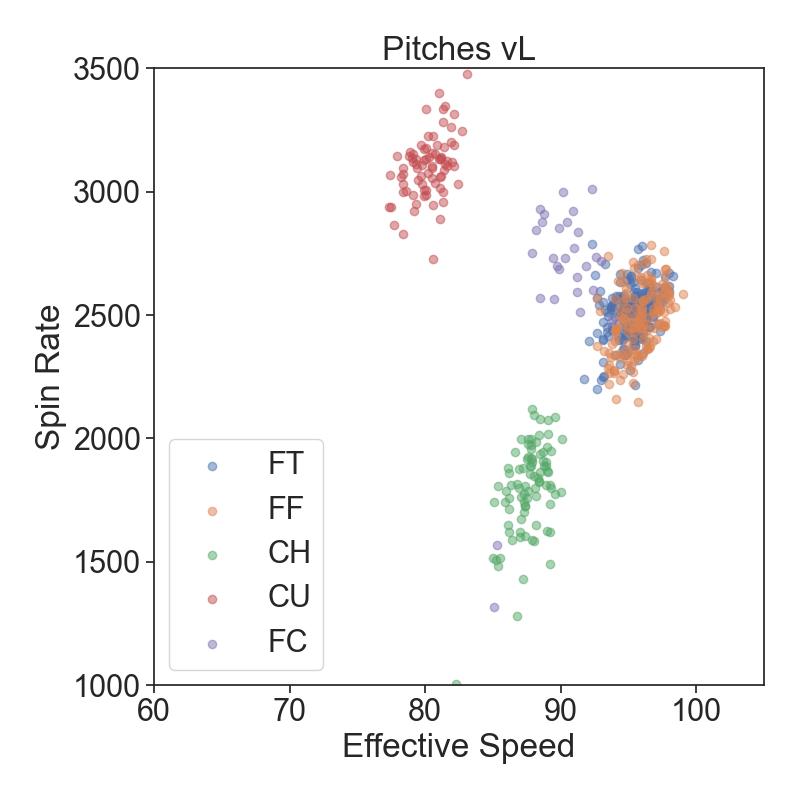 Pitches vL
3500
3000
2500
2000
1500
1000
Spin Rate
FT
FF
CH
CU
FC
60 70 80 90 100
Effective Speed